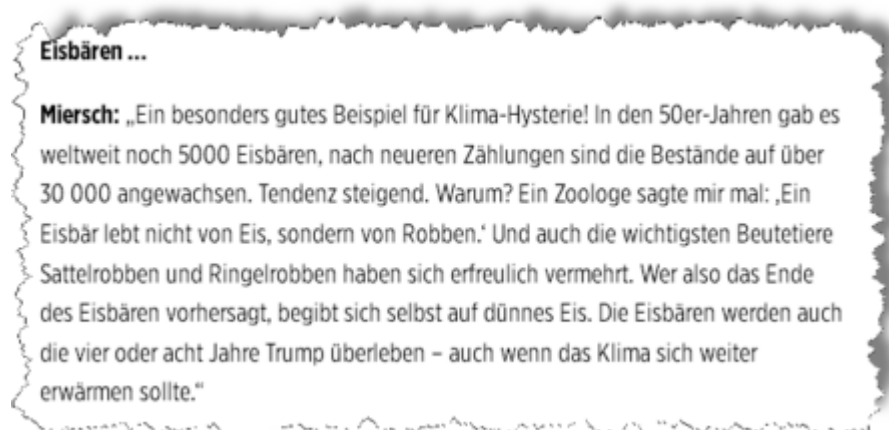 Eisbären ...
Miersch: „Ein besonders gutes Beispiel für Klima-Hysterie! In den 50er-Jahren gab es
weltweit noch 5000 Eisbären, nach neueren Zählungen sind die Bestände auf über
30 000 angewachsen. Tendenz steigend. Warum? Ein Zoologe sagte mir mal: ‚Ein
Eisbär lebt nicht von Eis, sondern von Robben.‘ Und auch die wichtigsten Beutetiere
Sattelrobben und Ringelrobben haben sich erfreulich vermehrt. Wer also das Ende
des Eisbären vorhersagt, begibt sich selbst auf dünnes Eis. Die Eisbären werden auch
die vier oder acht Jahre Trump überleben – auch wenn das Klima sich weiter
erwärmen sollte.“